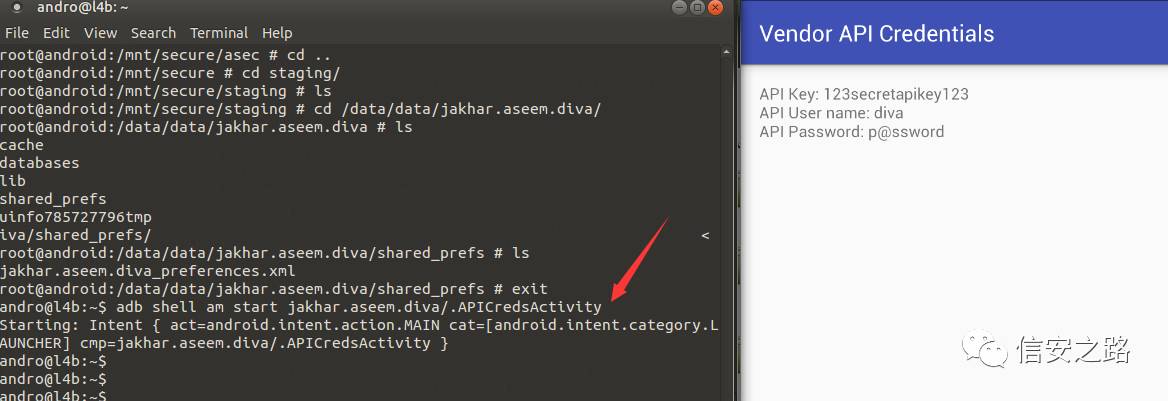 andro@l4b: ~
File Edit View Search Terminal Help
root@android:/mnt/secure/asec # cd ..
root@android:/mnt/secure # cd staging/
root@android:/mnt/secure/staging # ls
root@android:/mnt/secure/staging # cd /data/data/jakhar.aseem.diva/
root@android:/data/data/jakhar.aseem.diva # ls
cache
databases
lib
shared_prefs
uinfo785727796tmp
iva/shared_prefs/ <
root@android:/data/data/jakhar.aseem.diva/shared_prefs # ls
jakhar.aseem.diva_preferences.xml
root@android:/data/data/jakhar.aseem.diva/shared_prefs # exit
andro@l4b:~$ adb shell am start jakhar.aseem.diva/.APICredsActivity
Starting: Intent { act=android.intent.action.MAIN cat=[android.intent.category.L
AUNCHER] cmp=jakhar.aseem.diva/.APICredsActivity }
andro@l4b:~$
andro@l4b:~$
andro@l4b:~$
Vendor API Credentials
API Key: 123secretapikey123
API User name: diva
API Password: p@ssword
信安之路